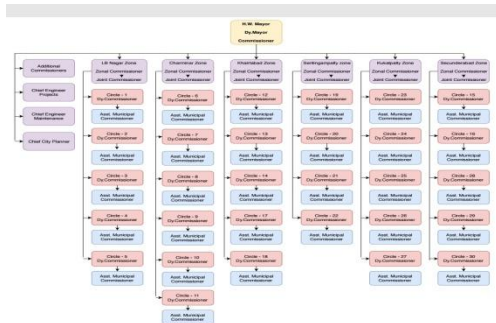 H.W. Mayor
Dy.Mayor
Commissioner
Additional
Commissioners
Chief Engineer
Projects
Chief Engineer
Maintenance
Chief City Planner
LB Nagar Zone
Zonal Commissioner
Joint Commissioner
Circle - 1
Dy.Commissioner
Asst. Municipal
Commissioner
Circle - 2
Dy.Commissioner
Asst. Municipal
Commissioner
Circle - 3
Dy.Commissioner
Asst. Municipal
Commissioner
Circle - 4
Dy.Commissioner
Asst. Municipal
Commissioner
Circle - 5
Dy.Commissioner
Asst. Municipal
Commissioner
Charminar Zone
Zonal Commissioner
Joint Commissioner
Circle - 6
Dy.Commissioner
Asst. Municipal
Commissioner
Circle - 7
Dy.Commissioner
Asst. Municipal
Commissioner
Circle - 8
Dy.Commissioner
Asst. Municipal
Commissioner
Circle - 9
Dy.Commissioner
Asst. Municipal
Commissioner
Circle - 10
Dy.Commissioner
Asst. Municipal
Commissioner
Circle - 11
Dy.Commissioner
Asst. Municipal
Commissioner
Khairtabad Zone
Zonal Commissioner
Joint Commissioner
Circle - 12
Dy.Commissioner
Asst. Municipal
Commissioner
Circle - 13
Dy.Commissioner
Asst. Municipal
Commissioner
Circle - 14
Dy.Commissioner
Asst. Municipal
Commissioner
Circle - 17
Dy.Commissioner
Asst. Municipal
Commissioner
Circle - 18
Dy.Commissioner
Asst. Municipal
Commissioner
Zonal Commissioner
Joint Commissioner
Circle - 19
Dy.Commissioner
Asst. Municipal
Commissioner
Circle - 20
Dy.Commissioner
Asst. Municipal
Commissioner
Circle - 21
Dy.Commissioner
Asst. Municipal
Commissioner
Circle - 22
Dy.Commissioner
Asst. Municipal
Commissioner
Zonal Commissioner
Joint Commissioner
Circle - 23
Dy.Commissioner
Asst. Municipal
Commissioner
Circle - 24
Dy.Commissioner
Asst. Municipal
Commissioner
Circle - 25
Dy.Commissioner
Asst. Municipal
Commissioner
Circle - 26
Dy.Commissioner
Asst. Municipal
Commissioner
Circle - 27
Dy.Commissioner
Asst. Municipal
Commissioner
Secunderabad Zone
Zonal Commissioner
Joint Commissioner
Circle - 15
Dy.Commissioner
Asst. Municipal
Commissioner
Circle - 16
Dy.Commissioner
Asst. Municipal
Commissioner
Circle - 28
Dy.Commissioner
Asst. Municipal
Commissioner
Circle - 29
Dy.Commissioner
Asst. Municipal
Commissioner
Circle - 30
Dy.Commissioner
Asst. Municipal
Commissioner